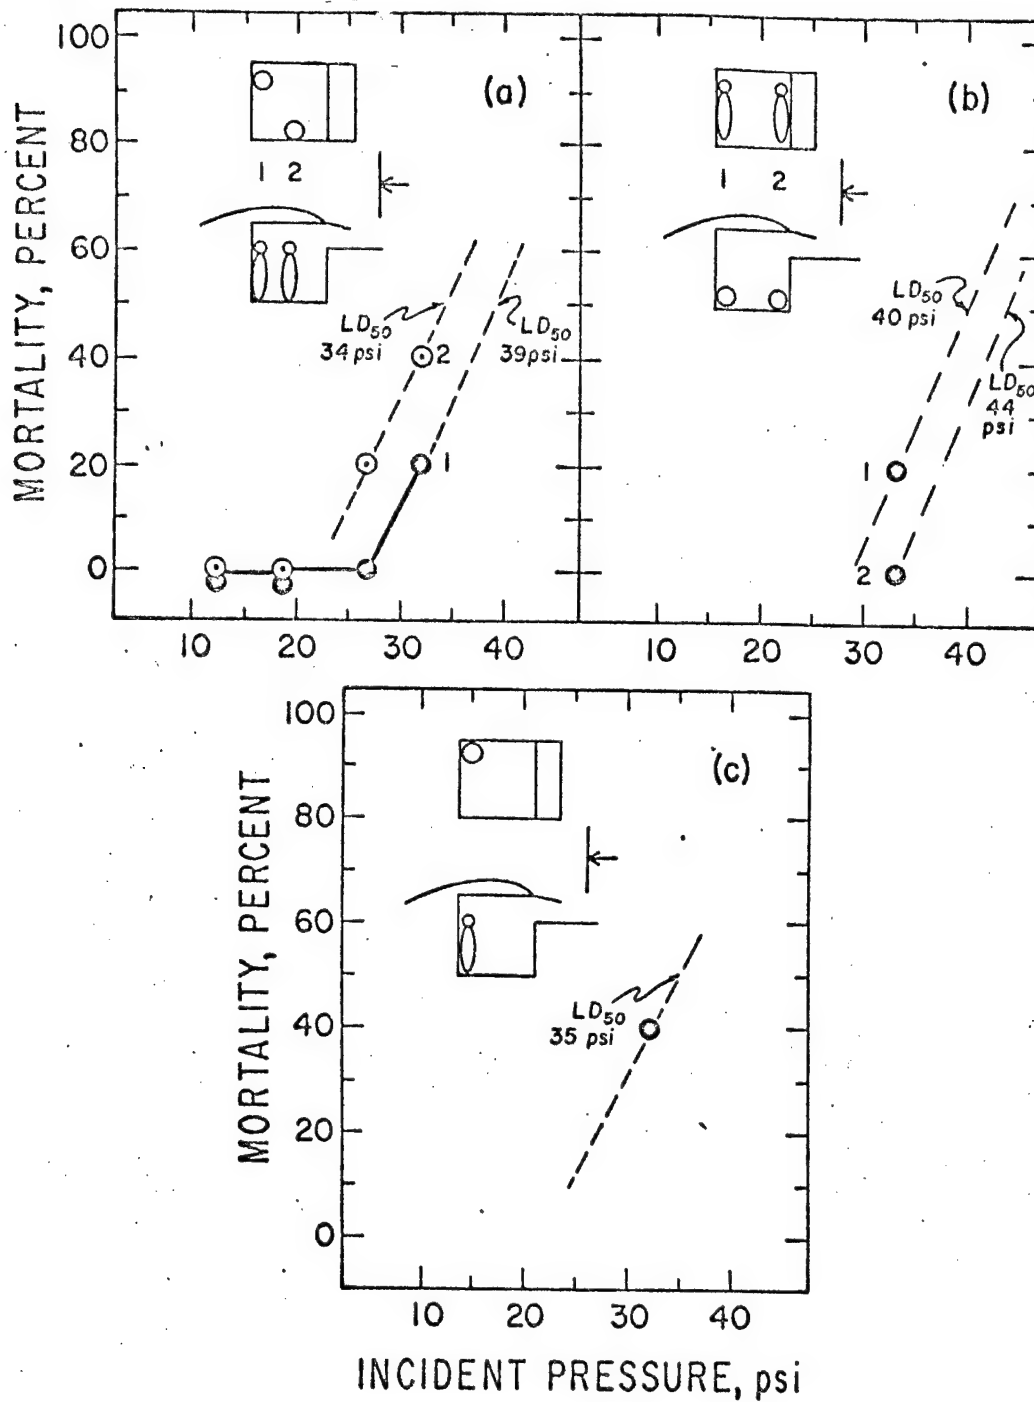 MORTALITY, PERCENT
100
80
60
40
20
0
(a)
1 2
LD50
34 psi
LD50
39psi
2
1
10 20 30 40
(b)
1 2
LD50
40 psi
LD50
44
psi
1
2
10 20 30 40
MORTALITY, PERCENT
100
80
60
40
20
0
(c)
LD50
35 psi
10 20 30 40
INCIDENT PRESSURE, psi